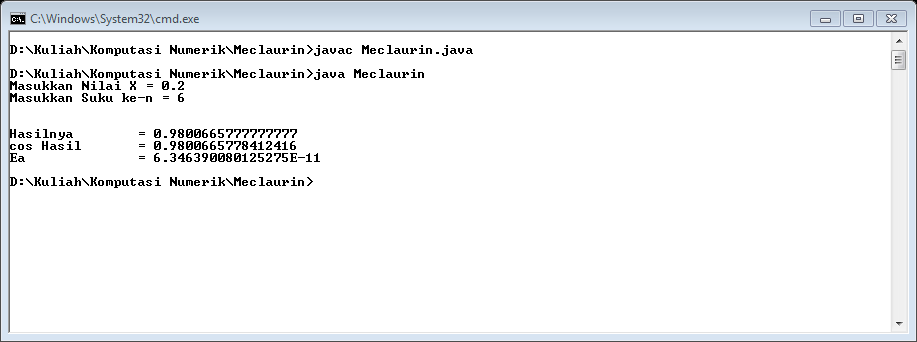 C:\Windows\System32\cmd.exe
D:\Kuliah\Komputasi Numerik\Meclaurin>javac Meclaurin.java
D:\Kuliah\Komputasi Numerik\Meclaurin>java Meclaurin
Masukkan Nilai X = 0.2
Masukkan Suku ke-n = 6
Hasilnya = 0.9800665777777777
cos Hasil = 0.9800665778412416
Ea = 6.346390080125275E-11
D:\Kuliah\Komputasi Numerik\Meclaurin>